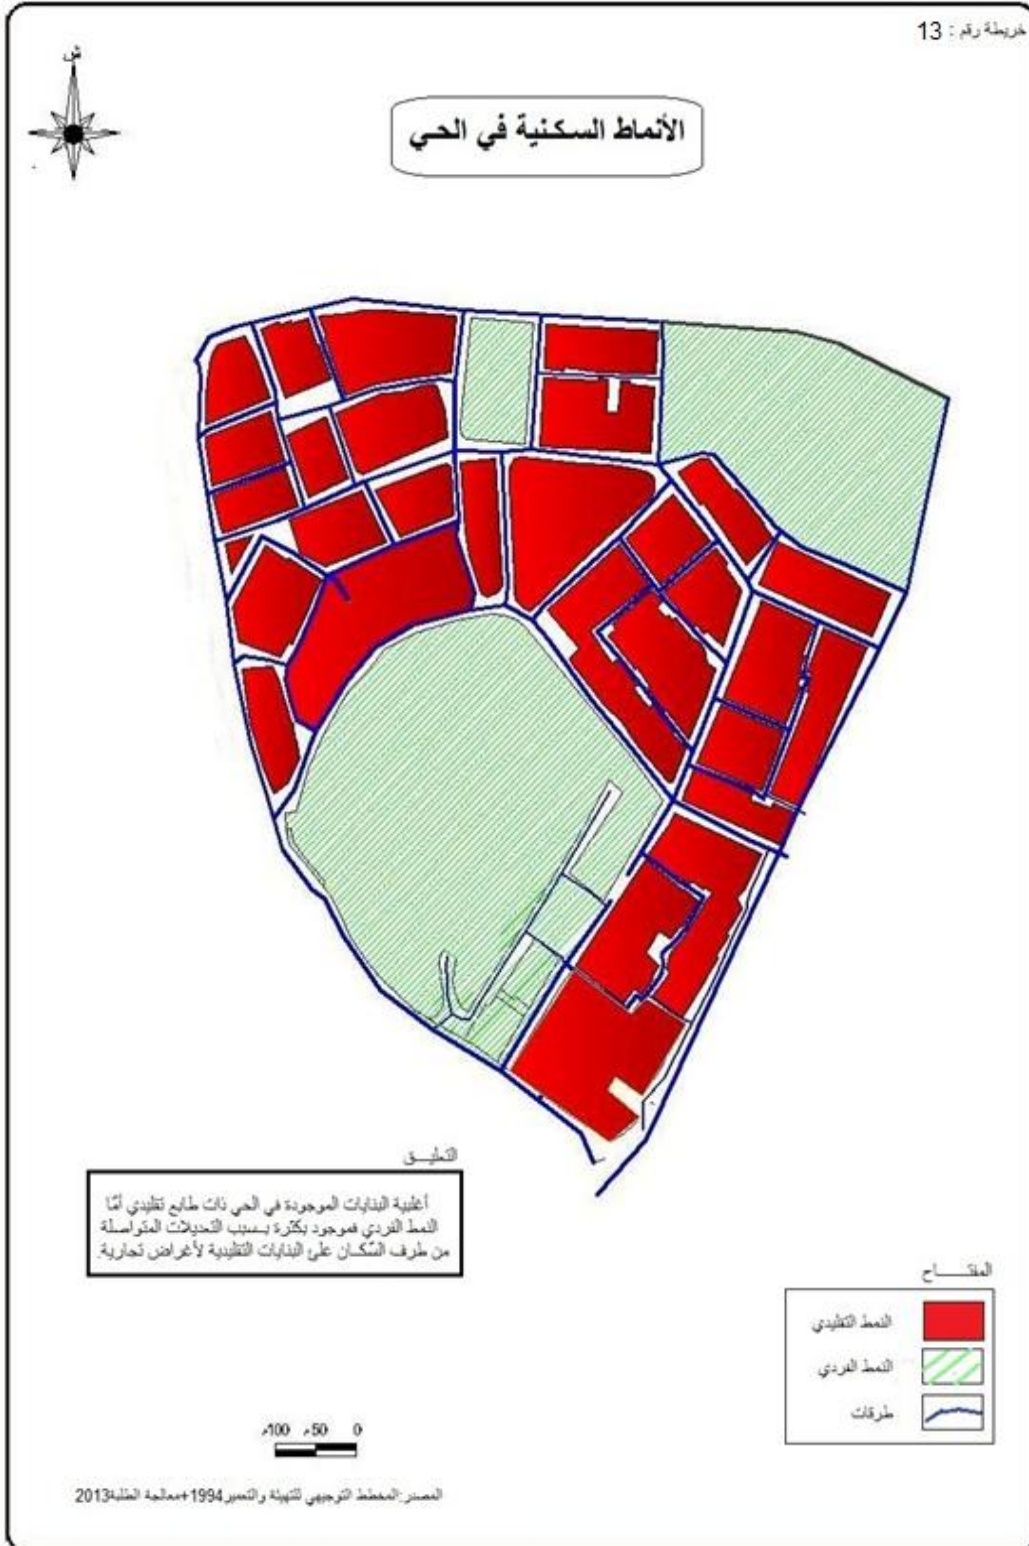 خريطة رقم : 13
ش
الأنماط السكنية في الحي
التعليق
أغلبية البنايات الموجودة في الحي ذات طابع تقليدي أمّا
النمط الفردي فموجود بكثرة بسبب التعديلات المتواصلة
من طرف السّكان على البنايات التقليدية لأغراض تجارية.
المفتاح
النمط التقليدي
النمط الفردي
طرقات
0 50م 100م
المصدر:المخطط التوجيهي للتهيئة والتعمير1994+معالجة الطلبة2013